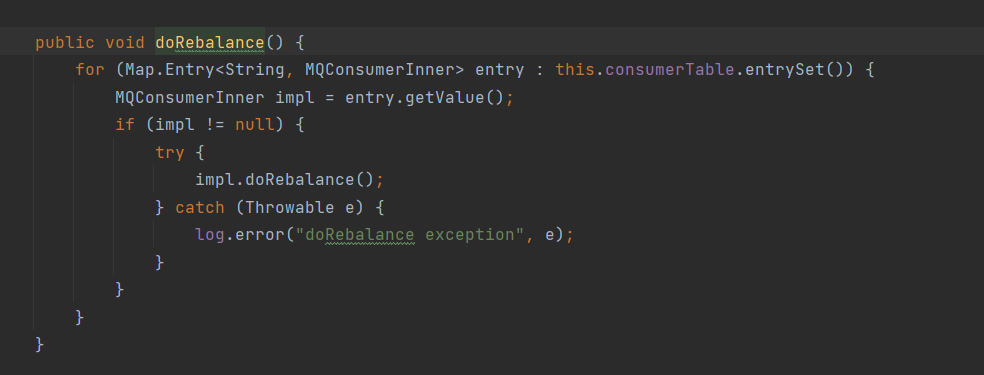 public void doRebalance() {
for (Map.Entry<String, MQConsumerInner> entry : this.consumerTable.entrySet()) {
MQConsumerInner impl = entry.getValue();
if (impl != null) {
try {
impl.doRebalance();
} catch (Throwable e) {
log.error("doRebalance exception", e);
}
}
}
}